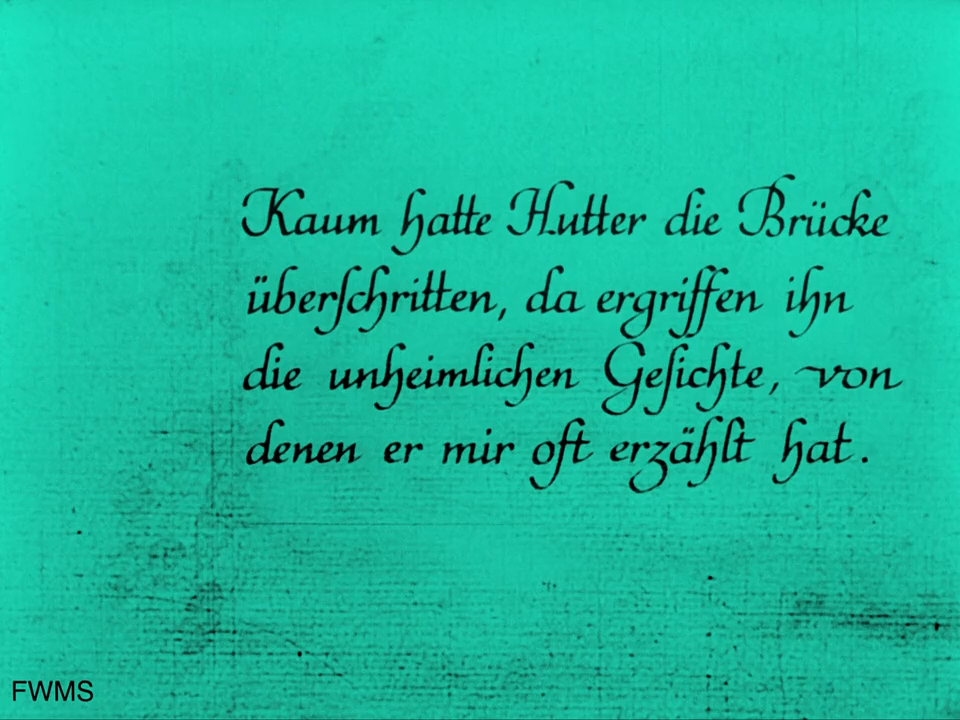 Kaum hatte Hutter die Brücke
überſchritten, da ergriffen ihn
die unheimlichen Geſichte, von
denen er mir oft erzählt hat.
FWMS